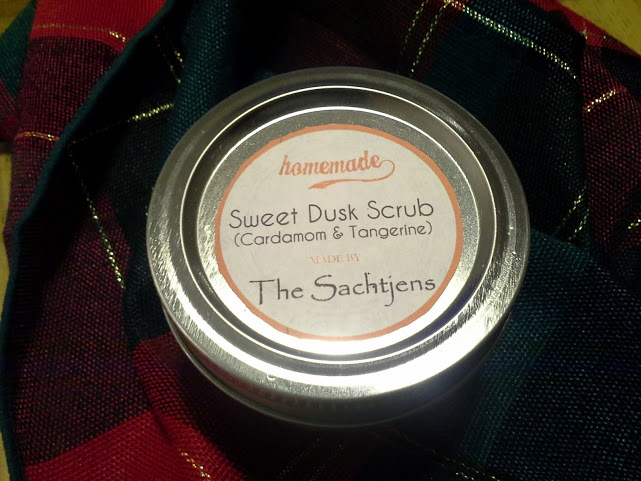 homemade
Sweet Dusk Scrub
(Cardamom & Tangerine)
MADE BY
The Sachtjens